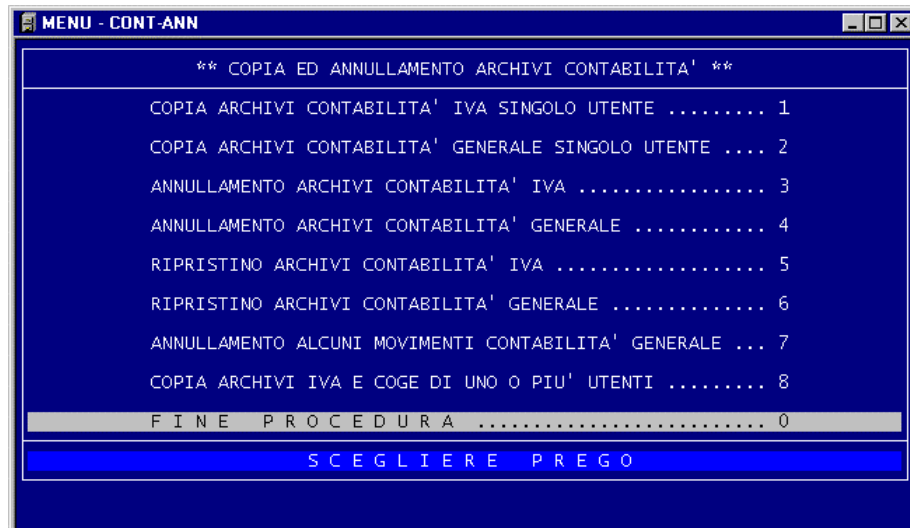 MENU - CONT-ANN
** COPIA ED ANNULLAMENTO ARCHIVI CONTABILITA' **
COPIA ARCHIVI CONTABILITA' IVA SINGOLO UTENTE ......... 1
COPIA ARCHIVI CONTABILITA' GENERALE SINGOLO UTENTE .... 2
ANNULLAMENTO ARCHIVI CONTABILITA' IVA ................. 3
ANNULLAMENTO ARCHIVI CONTABILITA' GENERALE ............ 4
RIPRISTINO ARCHIVI CONTABILITA' IVA ................... 5
RIPRISTINO ARCHIVI CONTABILITA' GENERALE .............. 6
ANNULLAMENTO ALCUNI MOVIMENTI CONTABILITA' GENERALE ... 7
COPIA ARCHIVI IVA E COGE DI UNO O PIU' UTENTI ......... 8
F I N E   P R O C E D U R A .......................... 0
S C E G L I E R E   P R E G O